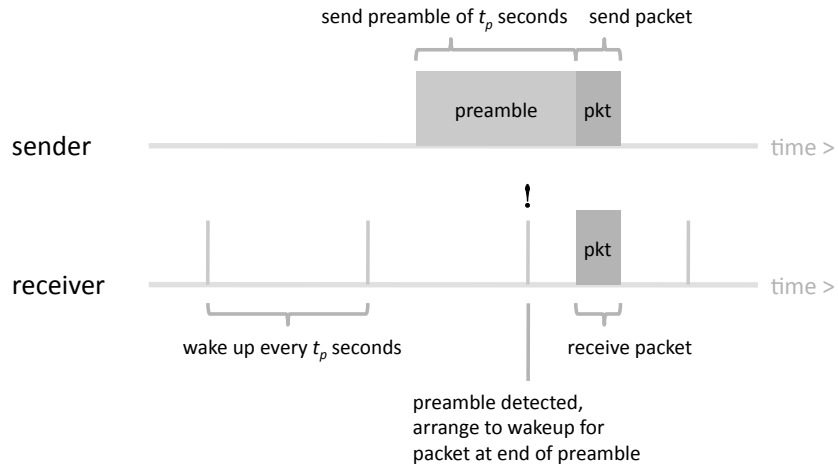 send preamble of tp seconds
send packet
preamble
pkt
sender
time >
!
pkt
receiver
time >
wake up every tp seconds
receive packet
preamble detected,
arrange to wakeup for
packet at end of preamble